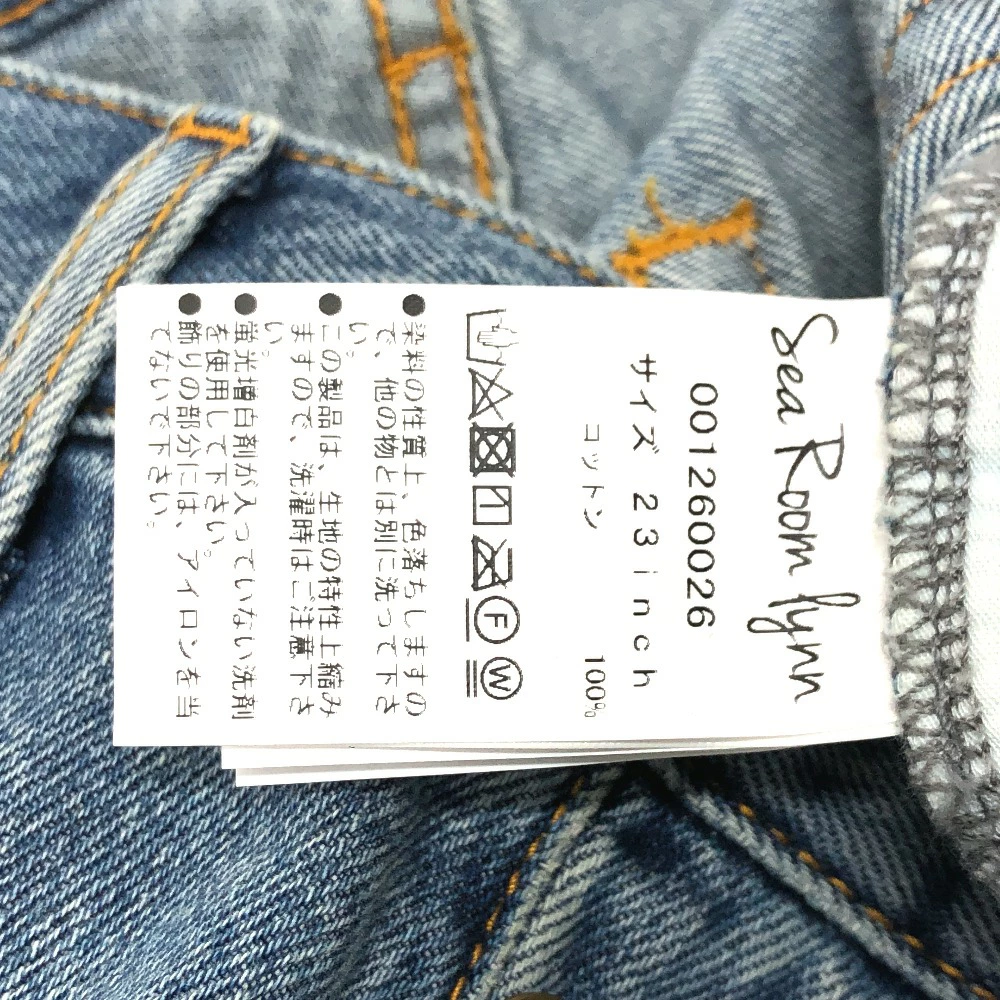 Sea Room lynn
001260026
サイズ 23inch
コットン 100%
F W
●染料の性質上、色落ちしますの
で、他の物とは別に洗って下さ
い。
●この製品は、生地の特性上縮み
ますので、洗濯時はご注意下さ
い。
●蛍光増白剤が入っていない洗剤
を使用して下さい。
●飾りの部分には、アイロンを当
てないで下さい。